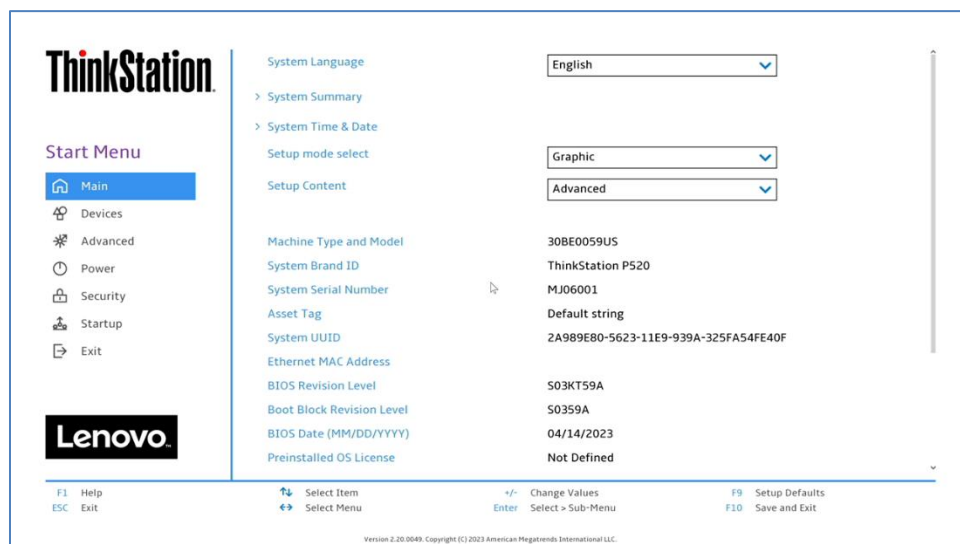 ThinkStation
Start Menu
Main
Devices
Advanced
Power
Security
Startup
Exit
Lenovo™
System Language English
> System Summary
> System Time & Date
Setup mode select Graphic
Setup Content Advanced
Machine Type and Model 30BE0059US
System Brand ID ThinkStation P520
System Serial Number MJ06001
Asset Tag Default string
System UUID 2A989E80-5623-11E9-939A-325FA54FE40F
Ethernet MAC Address
BIOS Revision Level S03KT59A
Boot Block Revision Level S0359A
BIOS Date (MM/DD/YYYY) 04/14/2023
Preinstalled OS License Not Defined
F1 Help ↑↓ Select Item +/- Change Values F9 Setup Defaults
ESC Exit ↔ Select Menu Enter Select > Sub-Menu F10 Save and Exit
Version 2.20.0049. Copyright (C) 2023 American Megatrends International LLC.